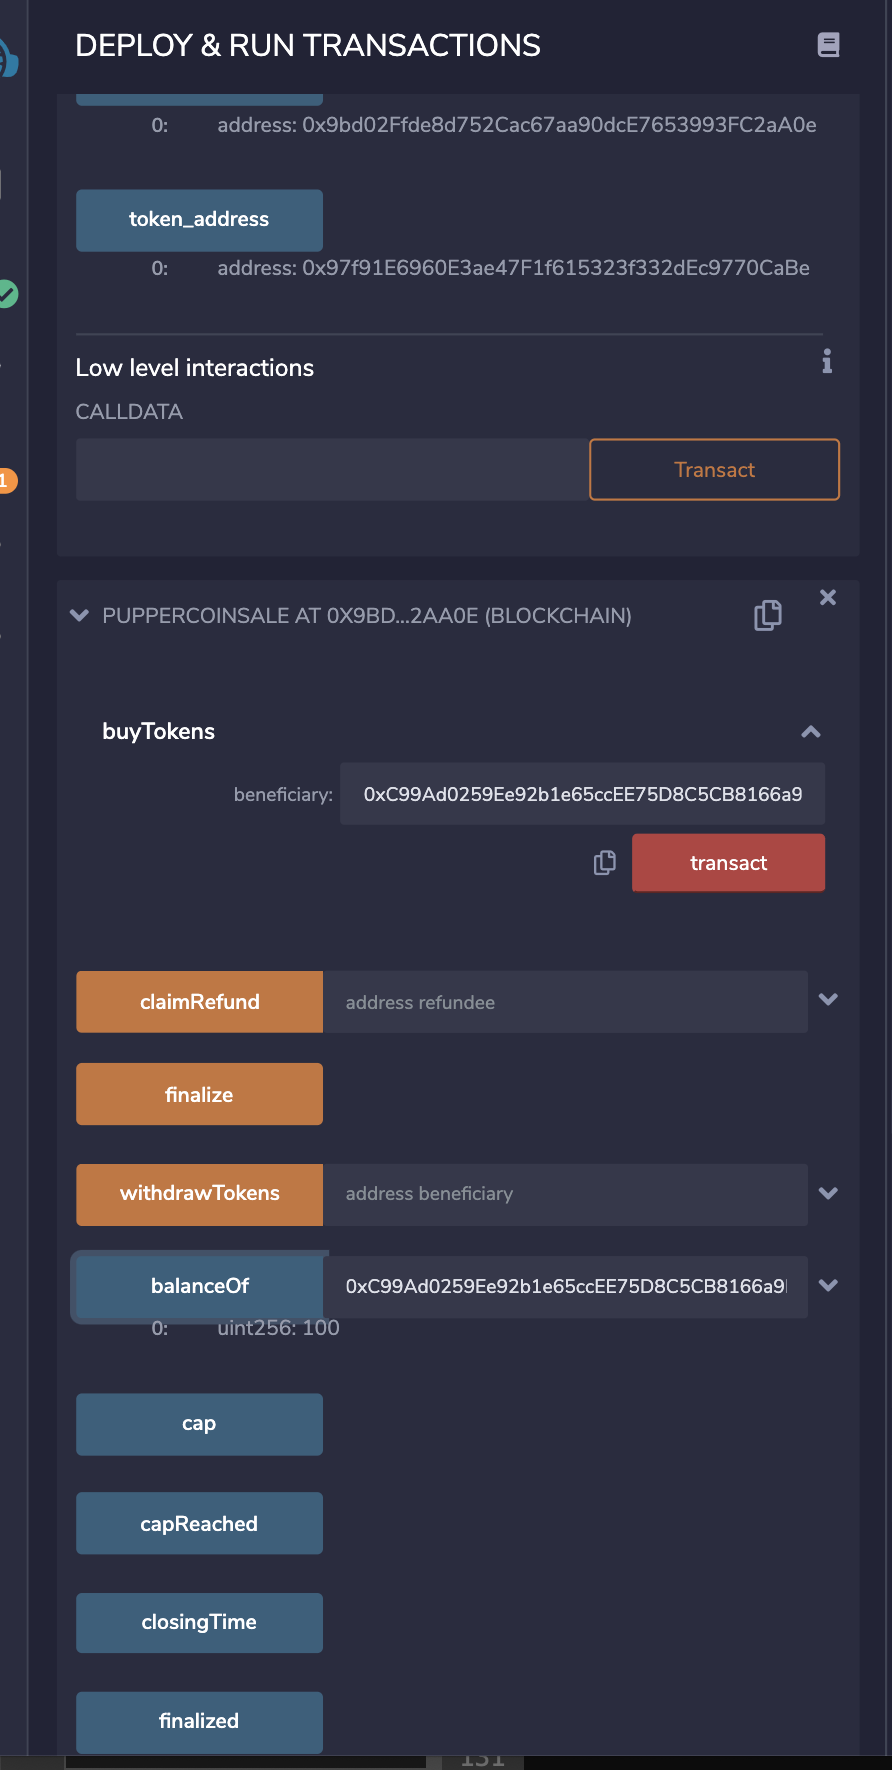 DEPLOY & RUN TRANSACTIONS
0: address: 0x9bd02Ffde8d752Cac67aa90dcE7653993FC2aA0e
token_address
0: address: 0x97f91E6960E3ae47F1f615323f332dEc9770CaBe
Low level interactions
CALLDATA
Transact
1
PUPPERCOINSALE AT 0X9BD...2AA0E (BLOCKCHAIN)
buyTokens
beneficiary: 0xC99Ad0259Ee92b1e65ccEE75D8C5CB8166a9
transact
claimRefund address refundee
finalize
withdrawTokens address beneficiary
balanceOf 0xC99Ad0259Ee92b1e65ccEE75D8C5CB8166a9
0: uint256: 100
cap
capReached
closingTime
finalized
131